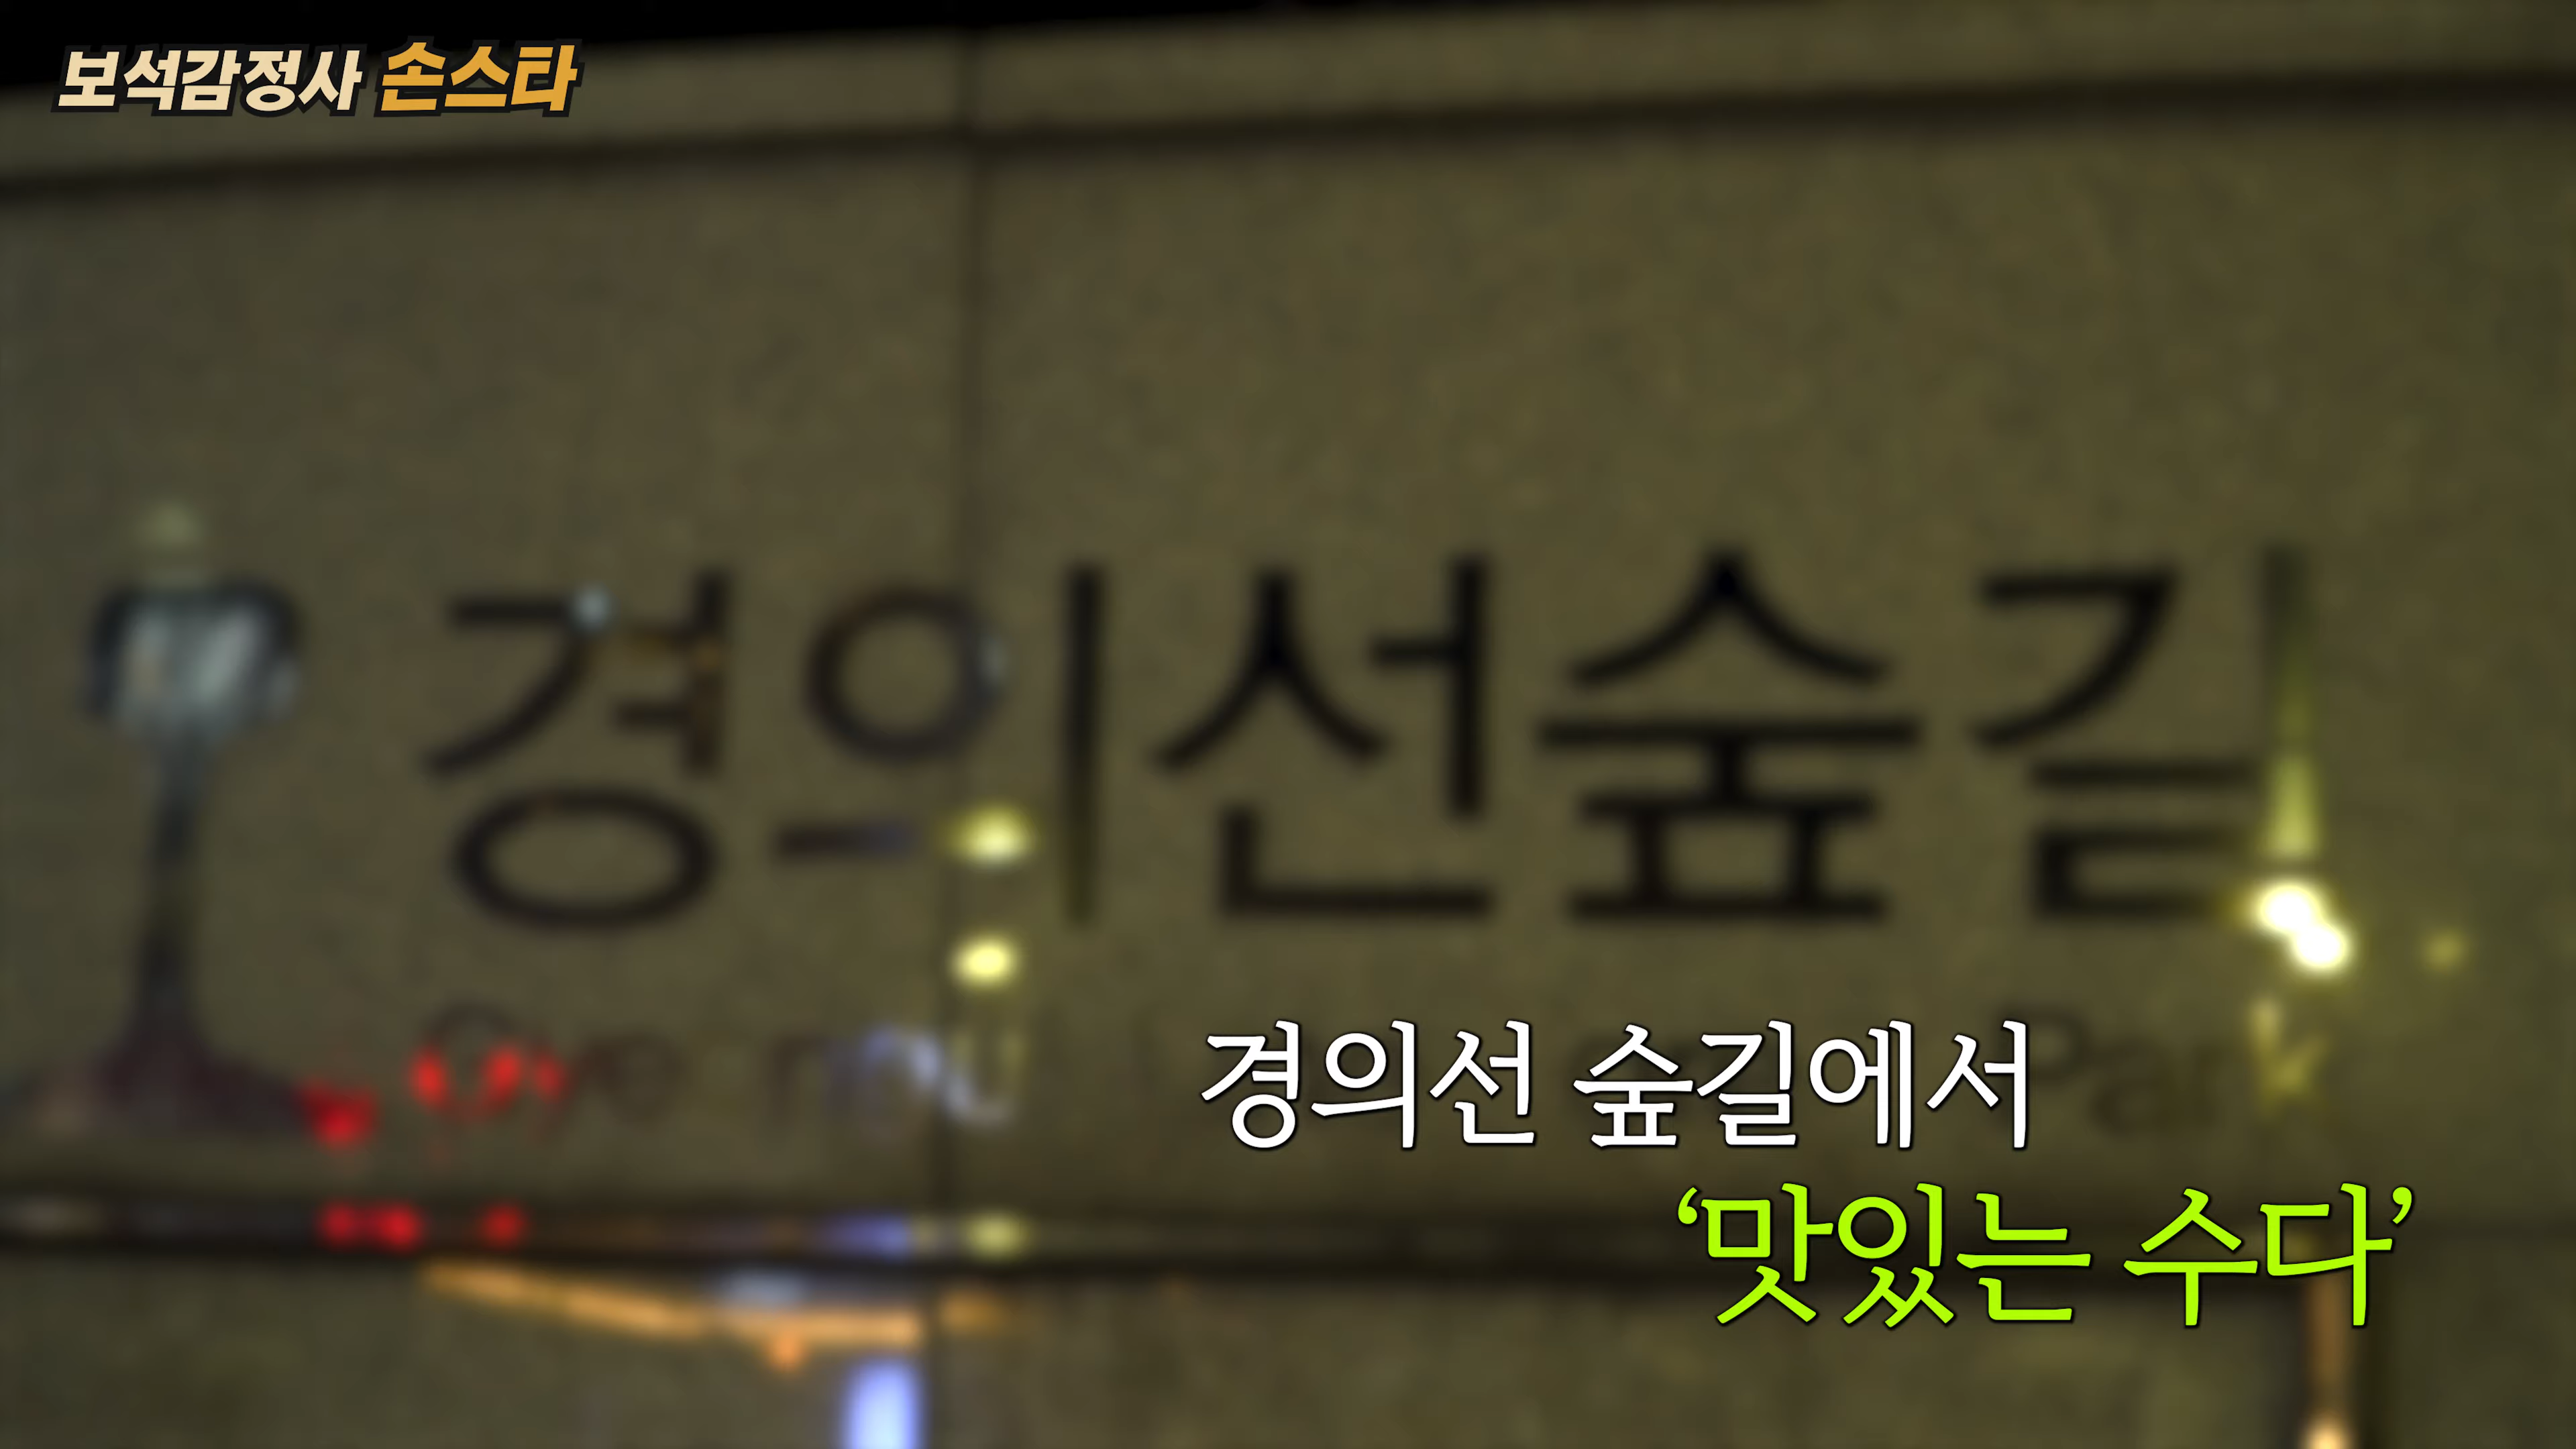 보석감정사 손스타
경의선숲길
경의선 숲길에서
‘맛있는 수다’